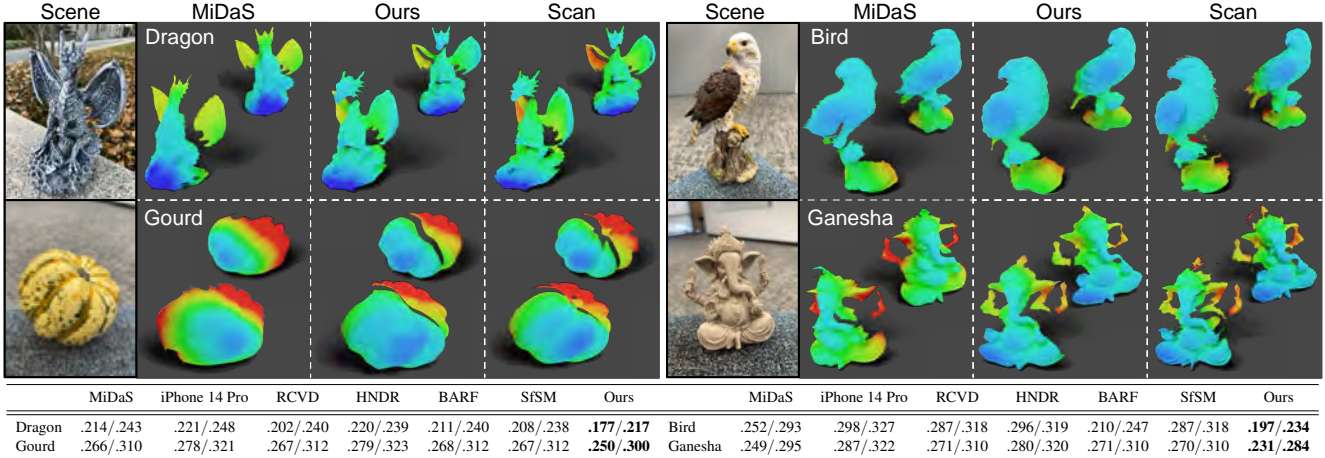 Scene MiDaS Ours Scan Scene MiDaS Ours Scan
Dragon Bird
Gourd Ganesha
MiDaS iPhone 14 Pro RCVD HNDR BARF SfSM Ours MiDaS iPhone 14 Pro RCVD HNDR BARF SfSM Ours
Dragon .214/.243 .221/.248 .202/.240 .220/.239 .211/.240 .208/.238 .177/.217 Bird .252/.293 .298/.327 .287/.318 .296/.319 .210/.247 .287/.318 .197/.234
Gourd .266/.310 .278/.321 .267/.312 .279/.323 .268/.312 .267/.312 .250/.300 Ganesha .249/.295 .287/.322 .271/.310 .280/.320 .271/.310 .270/.310 .231/.284